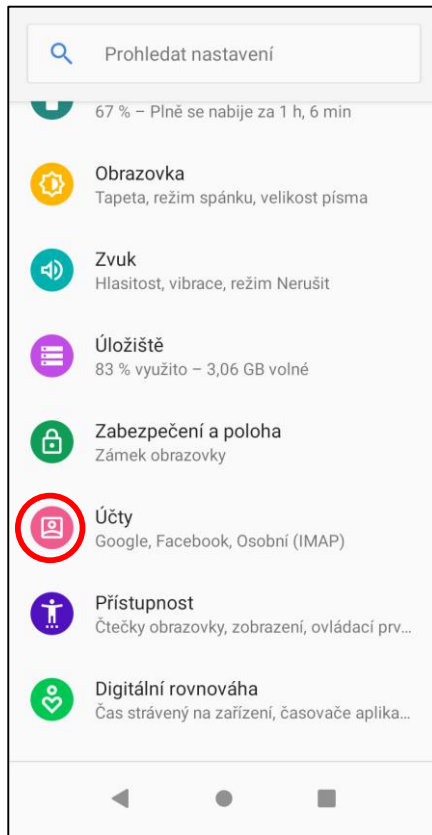 Prohledat nastavení
67 % – Plně se nabije za 1 h, 6 min
Obrazovka
Tapeta, režim spánku, velikost písma
Zvuk
Hlasitost, vibrace, režim Nerušit
Úložiště
83 % využito – 3,06 GB volné
Zabezpečení a poloha
Zámek obrazovky
Účty
Google, Facebook, Osobní (IMAP)
Přístupnost
Čtečky obrazovky, zobrazení, ovládací prv...
Digitální rovnováha
Čas strávený na zařízení, časovače aplika...